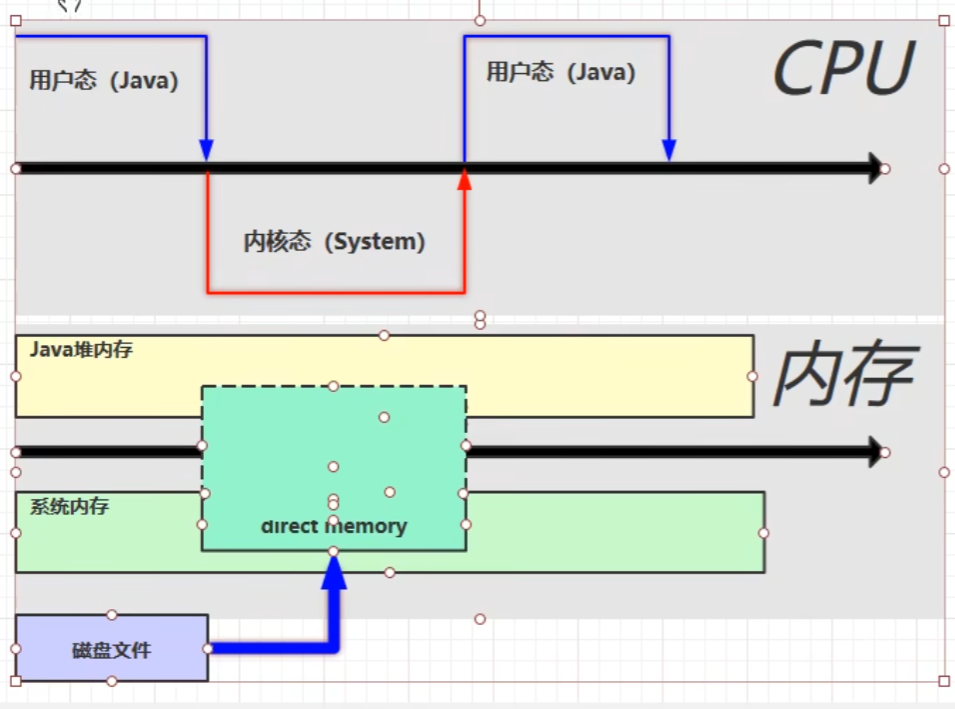 用户态（Java）
用户态（Java）
CPU
内核态（System）
Java堆内存
内存
系统内存
direct memory
磁盘文件